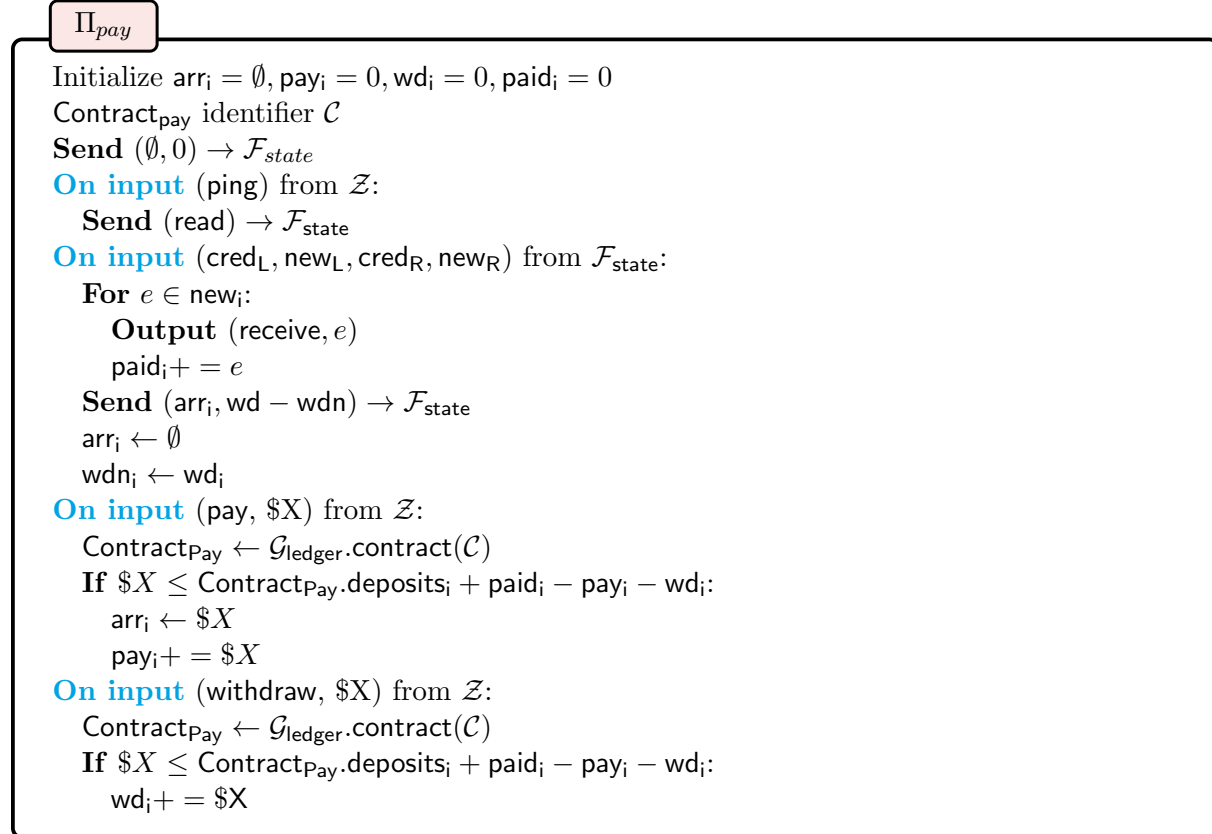 Π_pay
Initialize arr_i = ∅, pay_i = 0, wd_i = 0, paid_i = 0
Contract_pay identifier 𝒞
Send (∅, 0) → ℱ_state
On input (ping) from 𝒵:
Send (read) → ℱ_state
On input (cred_L, new_L, cred_R, new_R) from ℱ_state:
For e ∈ new_i:
Output (receive, e)
paid_i+ = e
Send (arr_i, wd − wdn) → ℱ_state
arr_i ← ∅
wdn_i ← wd_i
On input (pay, $X) from 𝒵:
Contract_Pay ← 𝒢_ledger.contract(𝒞)
If $X ≤ Contract_Pay.deposits_i + paid_i − pay_i − wd_i:
arr_i ← $X
pay_i+ = $X
On input (withdraw, $X) from 𝒵:
Contract_Pay ← 𝒢_ledger.contract(𝒞)
If $X ≤ Contract_Pay.deposits_i + paid_i − pay_i − wd_i:
wd_i+ = $X